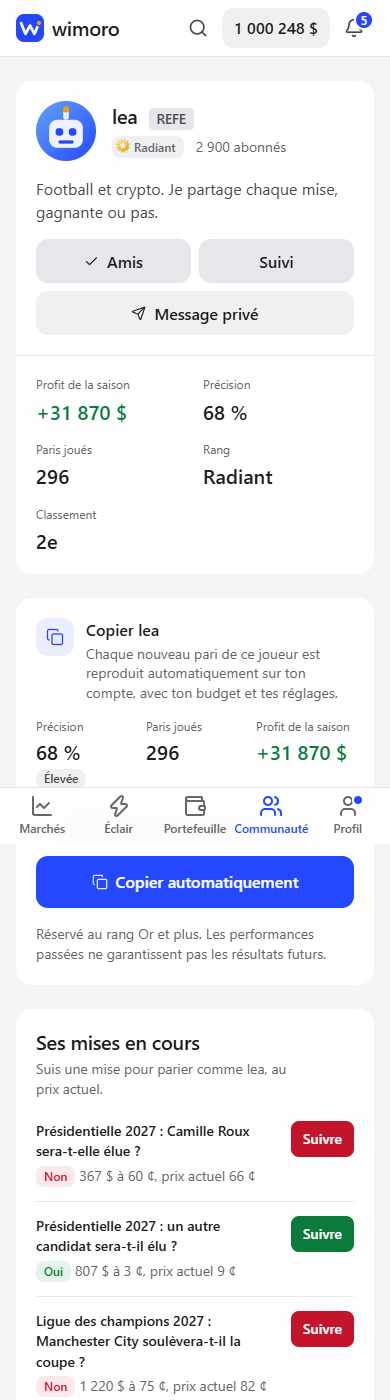 wimoro
1 000 248 $
5
lea REFE
Radiant 2 900 abonnés
Football et crypto. Je partage chaque mise,
gagnante ou pas.
Amis
Suivi
Message privé
Profit de la saison
+31 870 $
Précision
68 %
Paris joués
296
Rang
Radiant
Classement
2e
Copier lea
Chaque nouveau pari de ce joueur est
reproduit automatiquement sur ton
compte, avec ton budget et tes réglages.
Précision
68 %
Élevée
Paris joués
296
Profit de la saison
+31 870 $
Marchés
Éclair
Portefeuille
Communauté
Profil
Copier automatiquement
Réservé au rang Or et plus. Les performances
passées ne garantissent pas les résultats futurs.
Ses mises en cours
Suis une mise pour parier comme lea, au
prix actuel.
Présidentielle 2027 : Camille Roux
sera-t-elle élue ?
Non 367 $ à 60 ¢, prix actuel 66 ¢
Suivre
Présidentielle 2027 : un autre
candidat sera-t-il élu ?
Oui 807 $ à 3 ¢, prix actuel 9 ¢
Suivre
Ligue des champions 2027 :
Manchester City soulèvera-t-il la
coupe ?
Non 1 220 $ à 75 ¢, prix actuel 82 ¢
Suivre